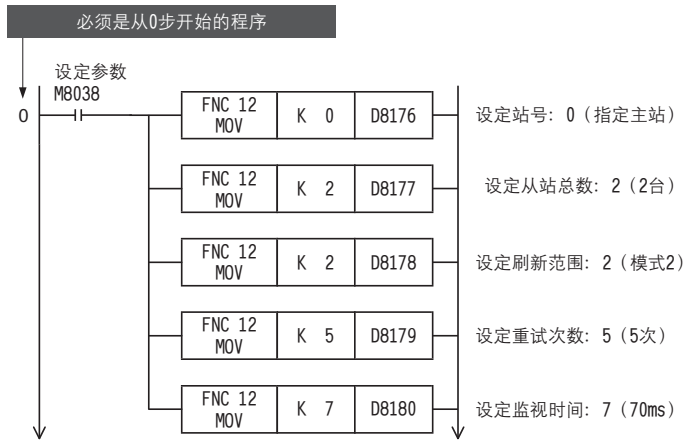 必须是从0步开始的程序
设定参数
M8038
0
FNC 12
MOV
K 0
D8176
设定站号: 0 (指定主站)
FNC 12
MOV
K 2
D8177
设定从站总数: 2 (2台)
FNC 12
MOV
K 2
D8178
设定刷新范围: 2 (模式2)
FNC 12
MOV
K 5
D8179
设定重试次数: 5 (5次)
FNC 12
MOV
K 7
D8180
设定监视时间: 7 (70ms)